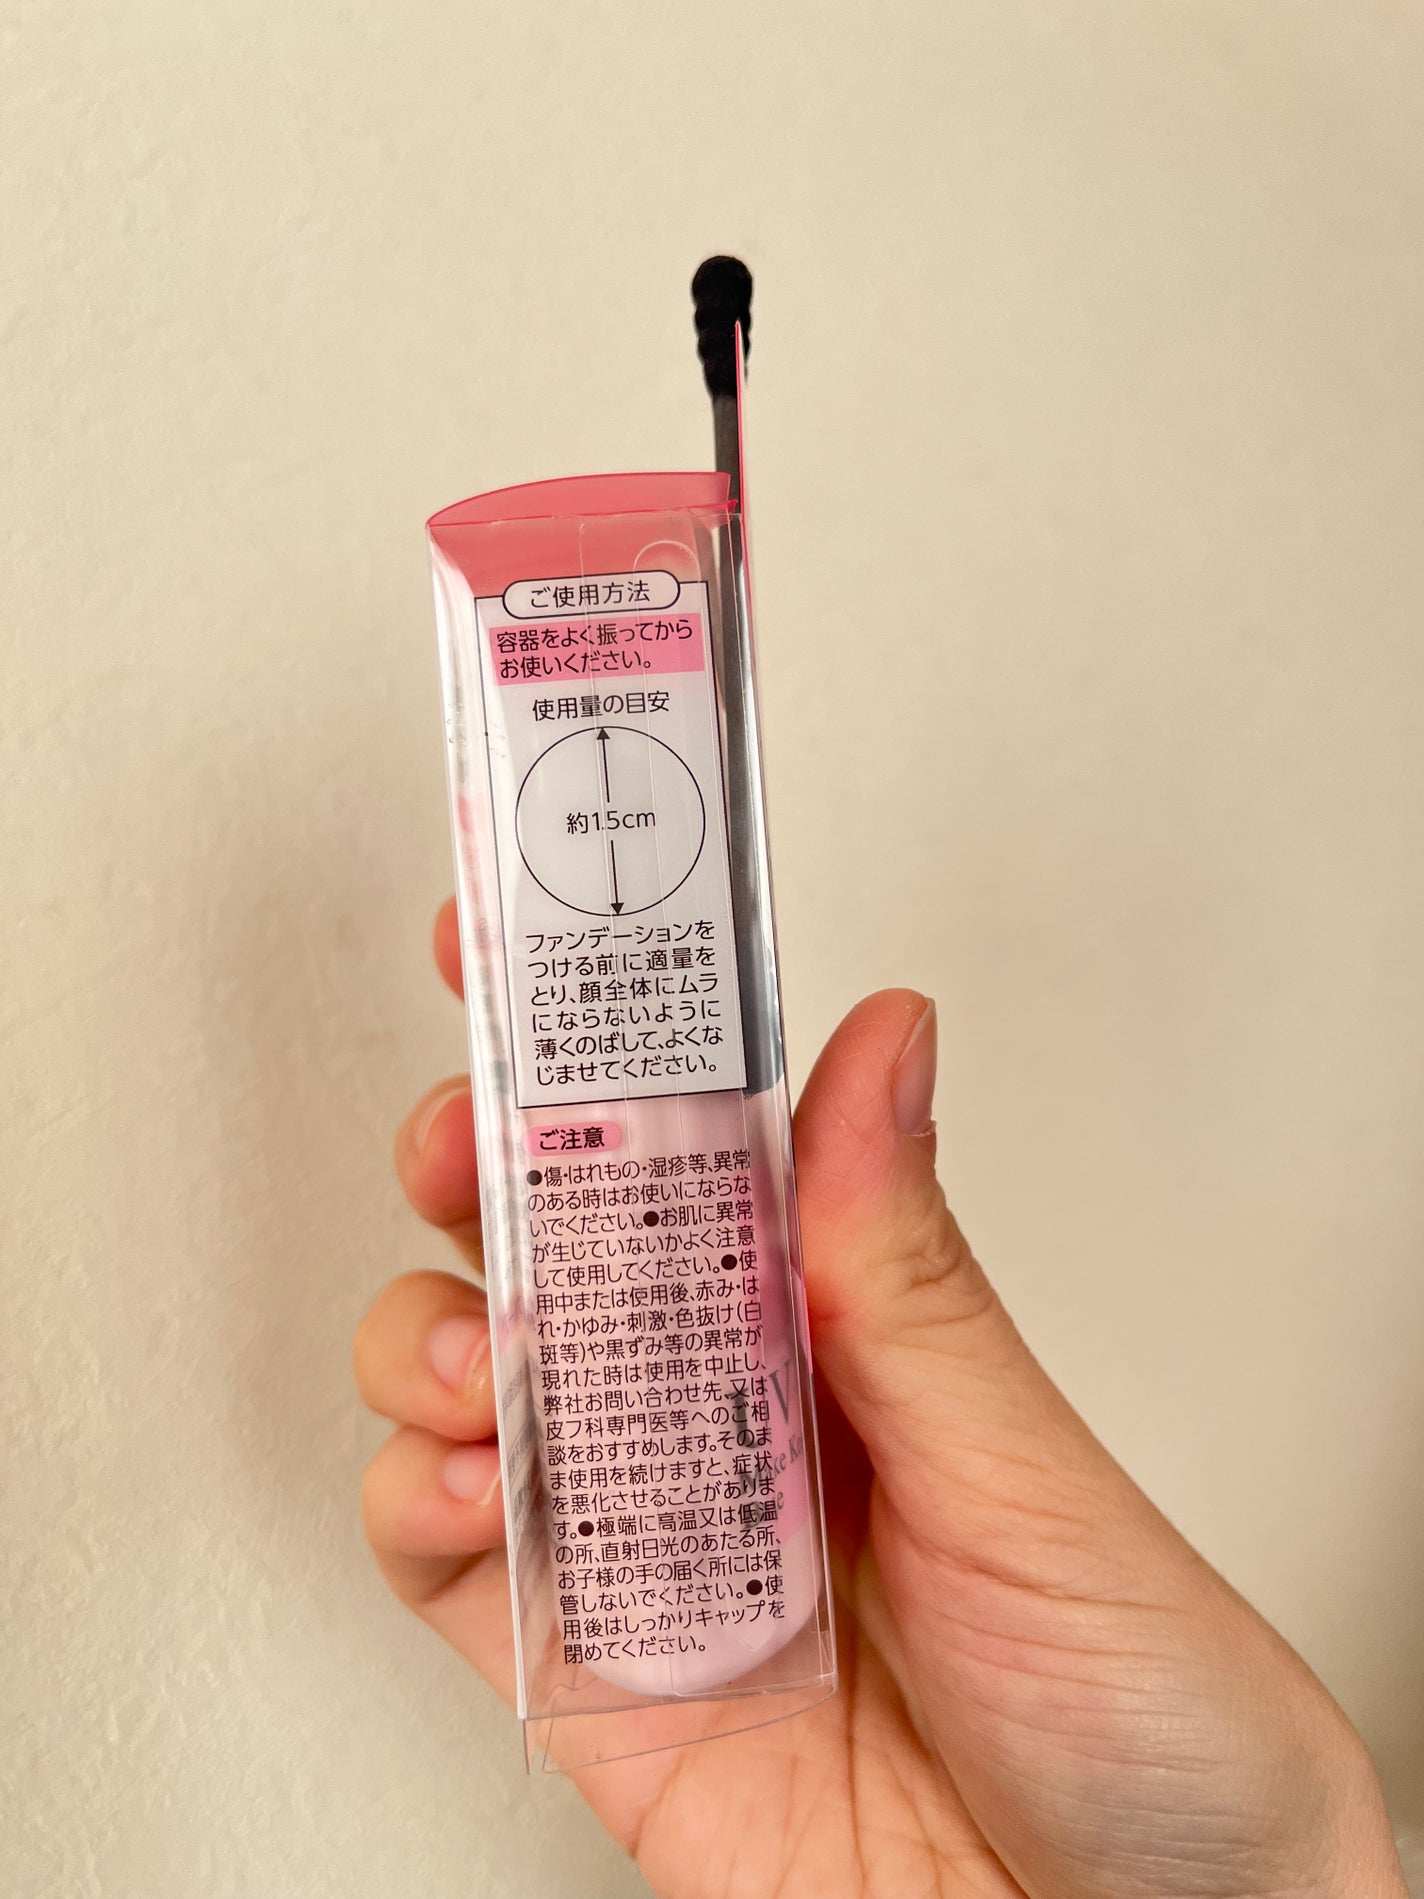 ご使用方法
容器をよく振ってから
お使いください。
使用量の目安
約1.5cm
ファンデーションを
つける前に適量を
とり、顔全体にムラ
にならないように
薄くのばして、よくな
じませてください。
ご注意
●傷・はれもの・湿疹等、異常
のある時はお使いにならな
いでください。●お肌に異常
が生じていないかよく注意
して使用してください。●使
用中または使用後、赤み・は
れ・かゆみ・刺激・色抜け(白
斑等)や黒ずみ等の異常が
現れた時は使用を中止し、
弊社お問い合わせ先、又は
皮フ科専門医等へのご相
談をおすすめします。そのま
ま使用を続けますと、症状
を悪化させることがありま
す。●極端に高温又は低温
の所、直射日光のあたる所、
お子様の手の届く所には保
管しないでください。●使
用後はしっかりキャップを
閉めてください。
UV
Make Ke